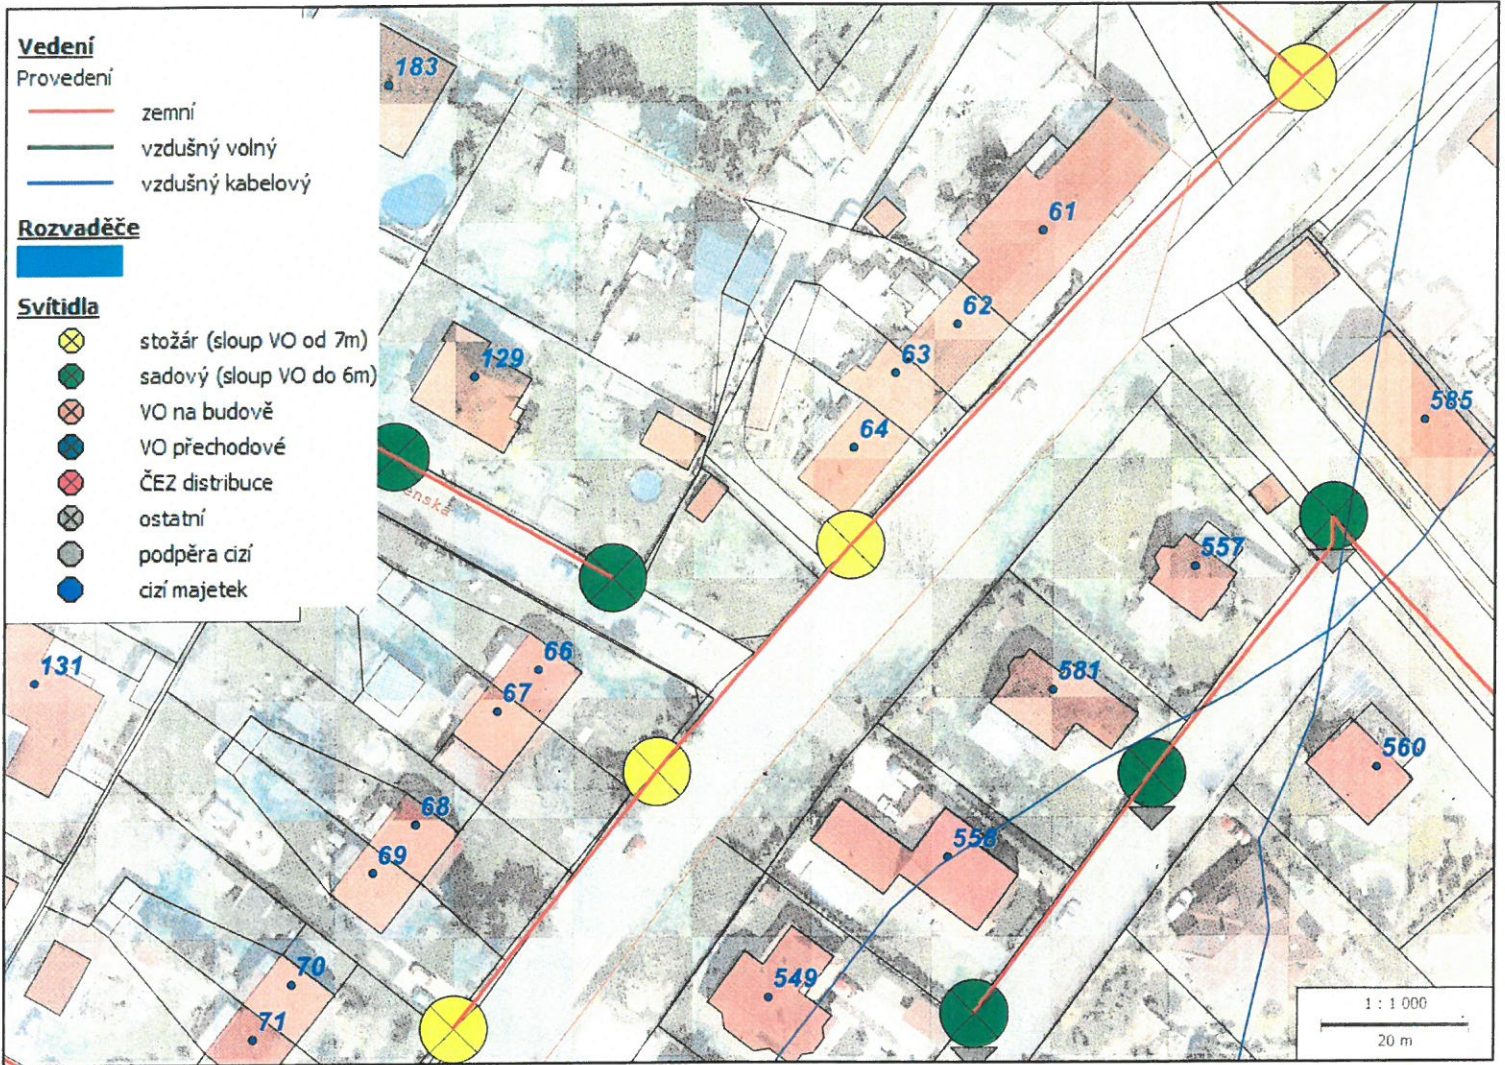 Vedení
Provedení
zemní
vzdušný volný
vzdušný kabelový
Rozvaděče
Svítidla
stožár (sloup VO od 7m)
sadový (sloup VO do 6m)
VO na budově
VO přechodové
ČEZ distribuce
ostatní
podpěra cizí
cizí majetek
183
61
62
63
129
64
585
enská
557
66
581
131
67
560
68
558
69
70
549
71
1 : 1 000
20 m